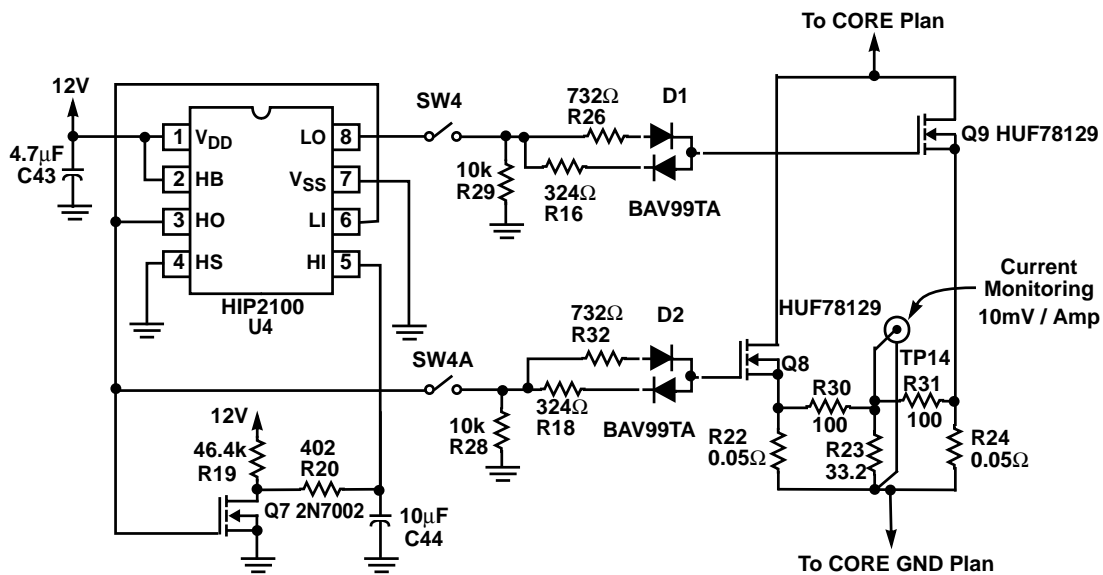 To CORE Plan
12V
4.7µF
C43
1
VDD
2
HB
3
HO
4
HS
LO
8
VSS
7
LI
6
HI
5
HIP2100
U4
SW4
10k
R29
732Ω
R26
324Ω
R16
D1
BAV99TA
Q9 HUF78129
SW4A
10k
R28
732Ω
R32
324Ω
R18
D2
BAV99TA
HUF78129
Q8
Current
Monitoring
10mV / Amp
TP14
R30
100
R31
100
R22
0.05Ω
R23
33.2
R24
0.05Ω
12V
46.4k
R19
402
R20
Q7 2N7002
10µF
C44
To CORE GND Plan